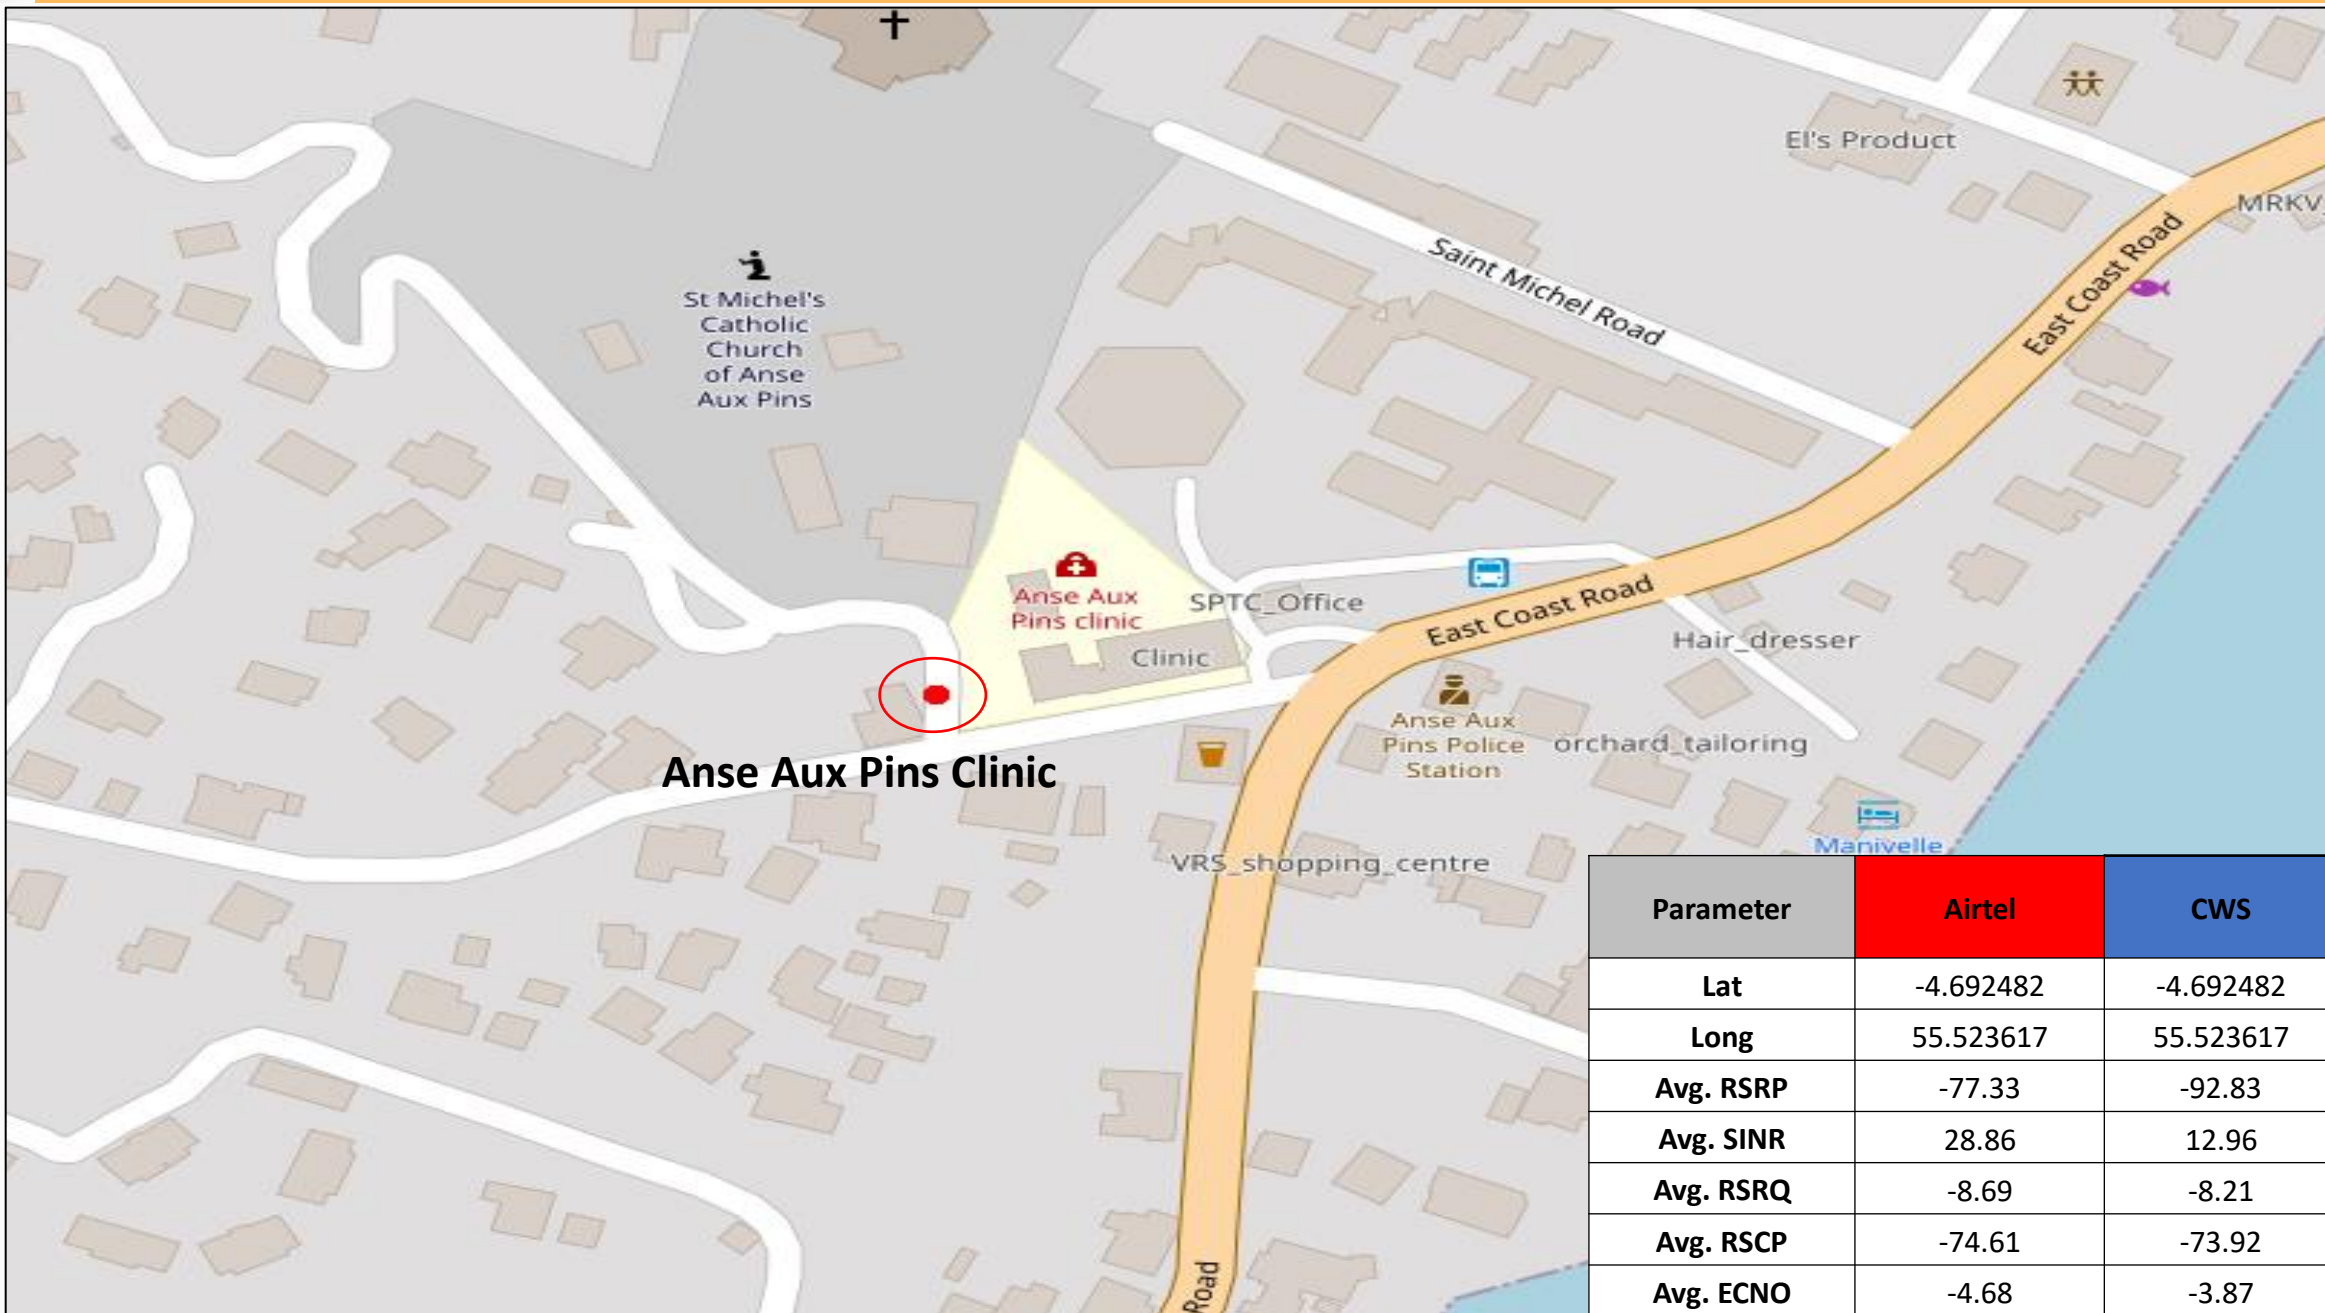 El's Product
MRKV
East Coast Road
Saint Michel Road
St Michel's
Catholic
Church
of Anse
Aux Pins
Anse Aux
Pins clinic
SPTC_Office
Clinic
East Coast Road
Hair_dresser
Anse Aux
Pins Police
Station
orchard_tailoring
Anse Aux Pins Clinic
Manivelle
VRS_shopping_centre
Road
Parameter Airtel CWS
Lat -4.692482 -4.692482
Long 55.523617 55.523617
Avg. RSRP -77.33 -92.83
Avg. SINR 28.86 12.96
Avg. RSRQ -8.69 -8.21
Avg. RSCP -74.61 -73.92
Avg. ECNO -4.68 -3.87